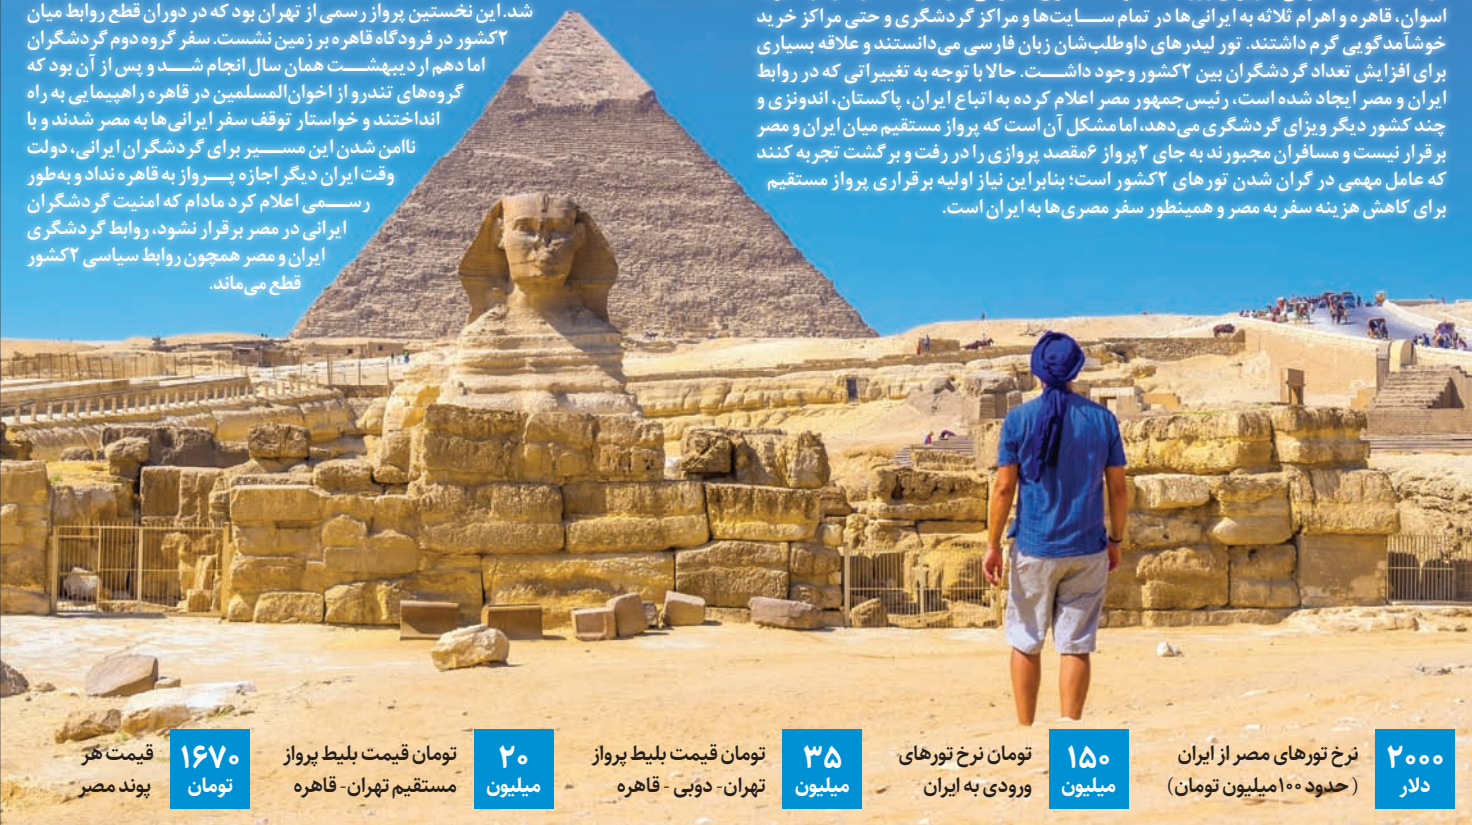 اسوان، قاهره و اهرام ثلاثه به ایرانی‌ها در تمام ســـایت‌ها و مراکز گردشگری و حتی مراکز خرید
خوشآمدگویی گرم داشتند. تور لیدرهای داوطلب‌شان زبان فارسی می‌دانستند و علاقه بسیاری
برای افزایش تعداد گردشگران بین ۲کشور وجود داشـــت. حالا با توجه به تغییراتی که در روابط
ایران و مصر ایجاد شده است، رئیس‌جمهور مصر اعلام کرده به اتباع ایران، پاکستان، اندونزی و
چند کشور دیگر ویزای گردشگری می‌دهد، اما مشکل آن است که پرواز مستقیم میان ایران و مصر
برقرار نیست و مسافران مجبورند به جای ۲پرواز ۶مقصد پروازی را در رفت و برگشت تجربه کنند
که عامل مهمی در گران شدن تورهای ۲کشور است؛ بنابراین نیاز اولیه برقراری پرواز مستقیم
برای کاهش هزینه سفر به مصر و همینطور سفر مصری‌ها به ایران است.
شد. این نخستین پرواز رسمی از تهران بود که در دوران قطع روابط میان
۲کشور در فرودگاه قاهره بر زمین نشست. سفر گروه دوم گردشگران
اما دهم اردیبهشـــت همان سال انجام شـــد و پس از آن بود که
گروه‌های تندرو از اخوان‌المسلمین در قاهره راهپیمایی به راه
انداختند و خواستار توقف سفر ایرانی‌ها به مصر شدند و با
ناامن شدن این مســـیر برای گردشگران ایرانی، دولت
وقت ایران دیگر اجازه پـــرواز به قاهره نداد و به‌طور
رســـمی اعلام کرد مادام که امنیت گردشگران
ایرانی در مصر برقرار نشود، روابط گردشگری
ایران و مصر همچون روابط سیاسی ۲کشور
قطع می‌ماند.
۲۰۰۰
دلار
نرخ تورهای مصر از ایران
( حدود ۱۰۰میلیون تومان)
۱۵۰
میلیون
تومان نرخ تورهای
ورودی به ایران
۳۵
میلیون
تومان قیمت بلیط پرواز
تهران- دوبی - قاهره
۲۰
میلیون
تومان قیمت بلیط پرواز
مستقیم تهران- قاهره
۱۶۷۰
تومان
قیمت هر
پوند مصر